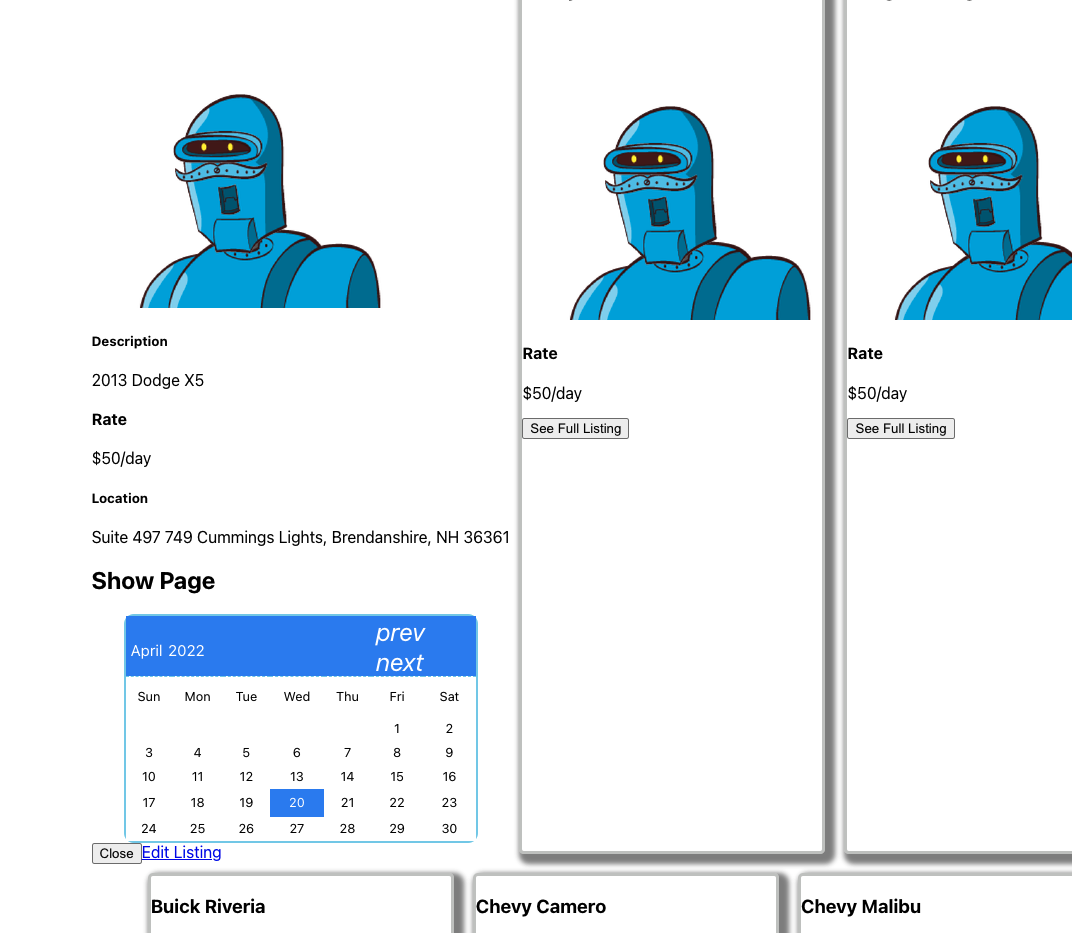 Description
2013 Dodge X5
Rate
$50/day
Location
Suite 497 749 Cummings Lights, Brendanshire, NH 36361
Show Page
April 2022
prev
next
Sun Mon Tue Wed Thu Fri Sat
1 2
3 4 5 6 7 8 9
10 11 12 13 14 15 16
17 18 19 20 21 22 23
24 25 26 27 28 29 30
Close Edit Listing
Rate
$50/day
See Full Listing
Rate
$50/day
See Full Listing
Buick Riveria
Chevy Camero
Chevy Malibu